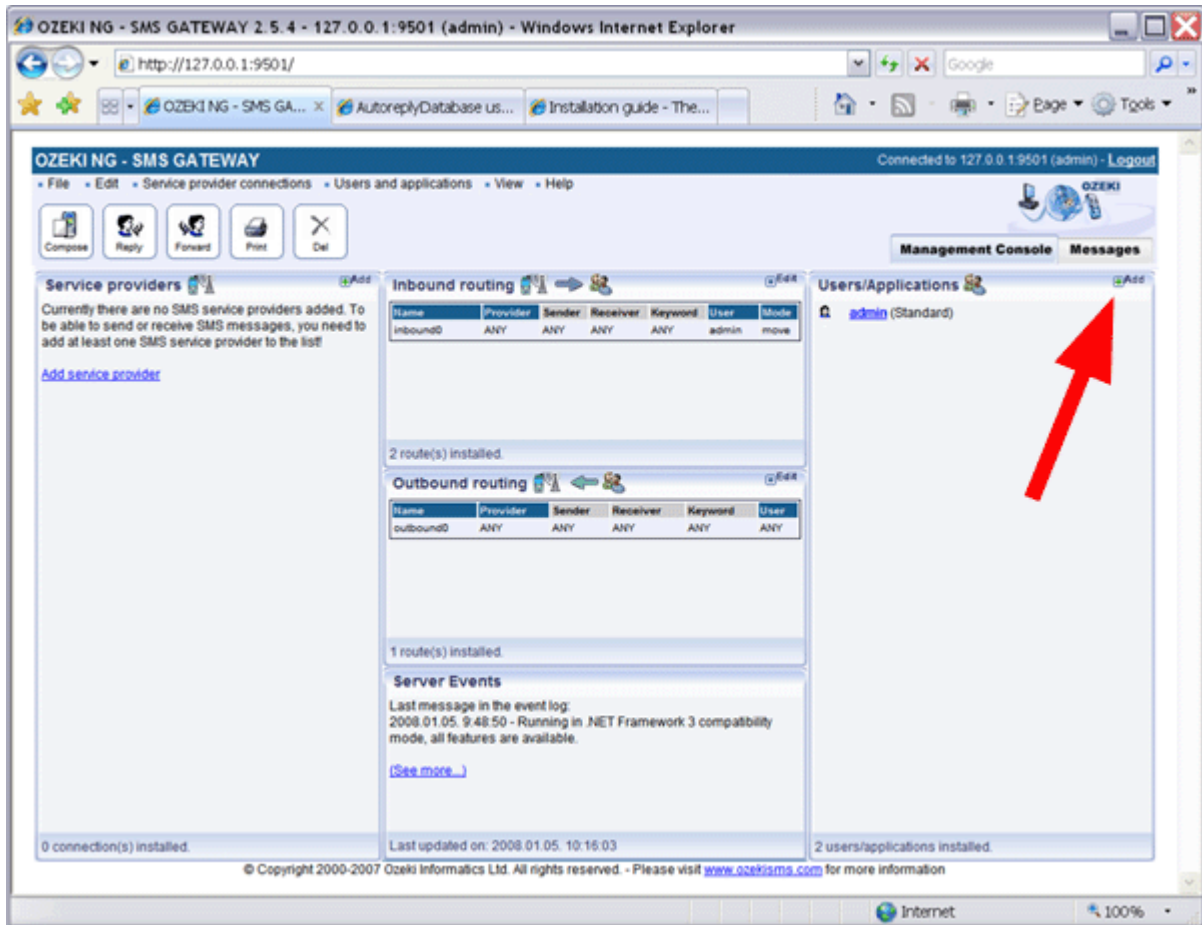 OZEKI NG - SMS GATEWAY 2.5.4 - 127.0.0.1:9501 (admin) - Windows Internet Explorer
http://127.0.0.1:9501/
Google
OZEKI NG - SMS GA...
AutoreplyDatabase us...
Installation guide - The...
Page
Tools
OZEKI NG - SMS GATEWAY
Connected to 127.0.0.1:9501 (admin) - Logout
File Edit Service provider connections Users and applications View Help
OZEKI
Compose
Reply
Forward
Print
Del
Management Console
Messages
Service providers
Add
Currently there are no SMS service providers added. To
be able to send or receive SMS messages, you need to
add at least one SMS service provider to the list!
Add service provider
0 connection(s) installed.
Inbound routing
Edit
Name Provider Sender Receiver Keyword User Mode
inbound0 ANY ANY ANY ANY admin move
2 route(s) installed.
Outbound routing
Edit
Name Provider Sender Receiver Keyword User
outbound0 ANY ANY ANY ANY ANY
1 route(s) installed.
Server Events
Last message in the event log:
2008.01.05. 9:48:50 - Running in .NET Framework 3 compatibility
mode, all features are available.
(See more...)
Last updated on: 2008.01.05. 10:16:03
Users/Applications
Add
admin (Standard)
2 users/applications installed.
© Copyright 2000-2007 Ozeki Informatics Ltd. All rights reserved. - Please visit www.ozekisms.com for more information
Internet
100%